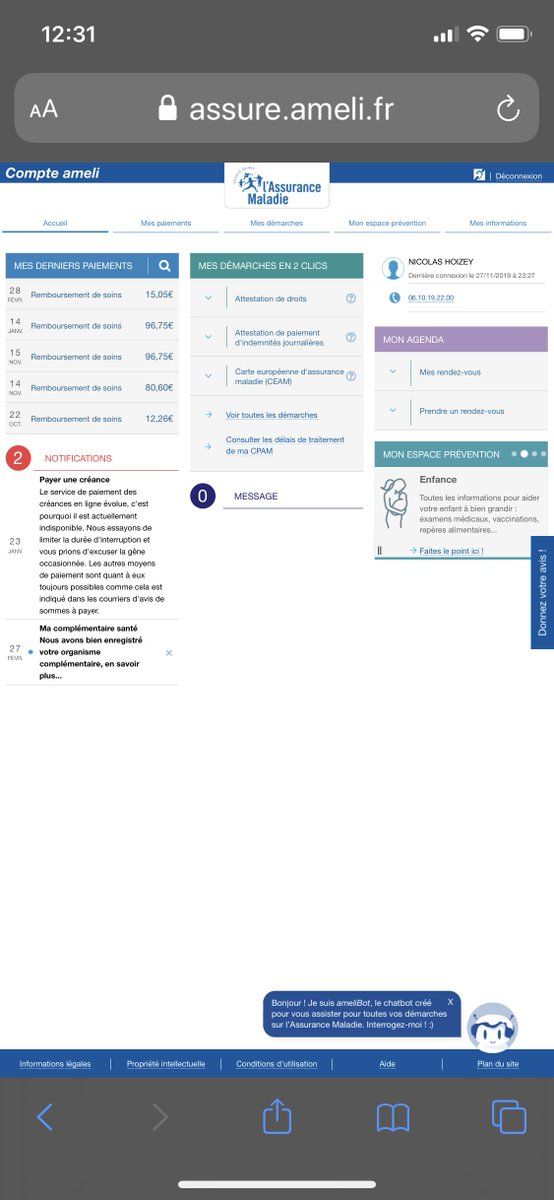 12:31
AA assure.ameli.fr
Compte ameli
l'Assurance
Maladie
Déconnexion
Accueil
Mes paiements
Mes démarches
Mon espace prévention
Mes informations
MES DERNIERS PAIEMENTS
28 FÉVR. Remboursement de soins 15,05€
14 JANV. Remboursement de soins 96,75€
15 NOV. Remboursement de soins 96,75€
14 NOV. Remboursement de soins 80,60€
22 OCT. Remboursement de soins 12,26€
2 NOTIFICATIONS
Payer une créance
Le service de paiement des
créances en ligne évolue, c'est
pourquoi il est actuellement
indisponible. Nous essayons de
limiter la durée d'interruption et
23 JANV. vous prions d'excuser la gêne
occasionnée. Les autres moyens
de paiement sont quant à eux
toujours possibles comme cela est
indiqué dans les courriers d'avis de
sommes à payer.
Ma complémentaire santé
27 FÉVR. Nous avons bien enregistré
votre organisme
complémentaire, en savoir
plus...
MES DÉMARCHES EN 2 CLICS
Attestation de droits
Attestation de paiement
d'indemnités journalières
Carte européenne d'assurance
maladie (CEAM)
Voir toutes les démarches
Consulter les délais de traitement
de ma CPAM
0 MESSAGE
NICOLAS HOIZEY
Dernière connexion le 27/11/2019 à 23:27
06.10.19.22.00
MON AGENDA
Mes rendez-vous
Prendre un rendez-vous
MON ESPACE PRÉVENTION
Enfance
Toutes les informations pour aider
votre enfant à bien grandir :
examens médicaux, vaccinations,
repères alimentaires...
Faites le point ici !
Donnez votre avis !
Bonjour ! Je suis ameliBot, le chatbot créé X
pour vous assister pour toutes vos démarches
sur l'Assurance Maladie. Interrogez-moi ! :)
Informations légales
Propriété intellectuelle
Conditions d'utilisation
Aide
Plan du site